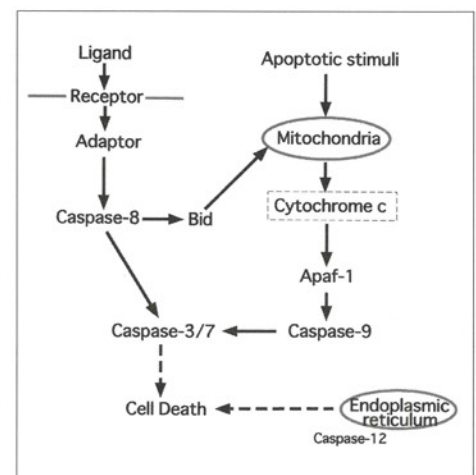 Ligand
Apoptotic stimuli
Receptor
Adaptor
Mitochondria
Caspase-8
Bid
Cytochrome c
Apaf-1
Caspase-3/7
Caspase-9
Cell Death
Endoplasmic
reticulum
Caspase-12